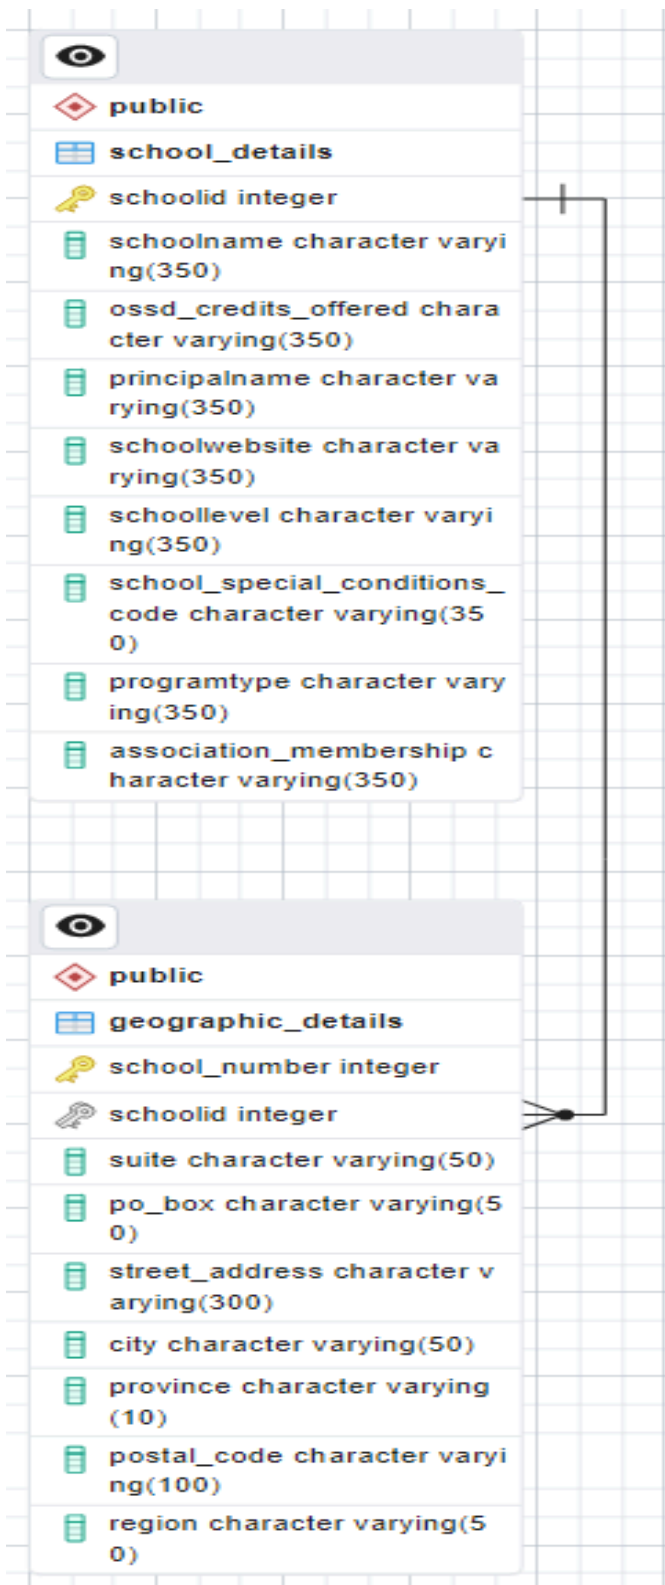 public
school_details
schoolid integer
schoolname character varyi
ng(350)
ossd_credits_offered chara
cter varying(350)
principalname character va
rying(350)
schoolwebsite character va
rying(350)
schoollevel character varyi
ng(350)
school_special_conditions_
code character varying(35
0)
programtype character vary
ing(350)
association_membership c
haracter varying(350)
public
geographic_details
school_number integer
schoolid integer
suite character varying(50)
po_box character varying(5
0)
street_address character v
arying(300)
city character varying(50)
province character varying
(10)
postal_code character varyi
ng(100)
region character varying(5
0)